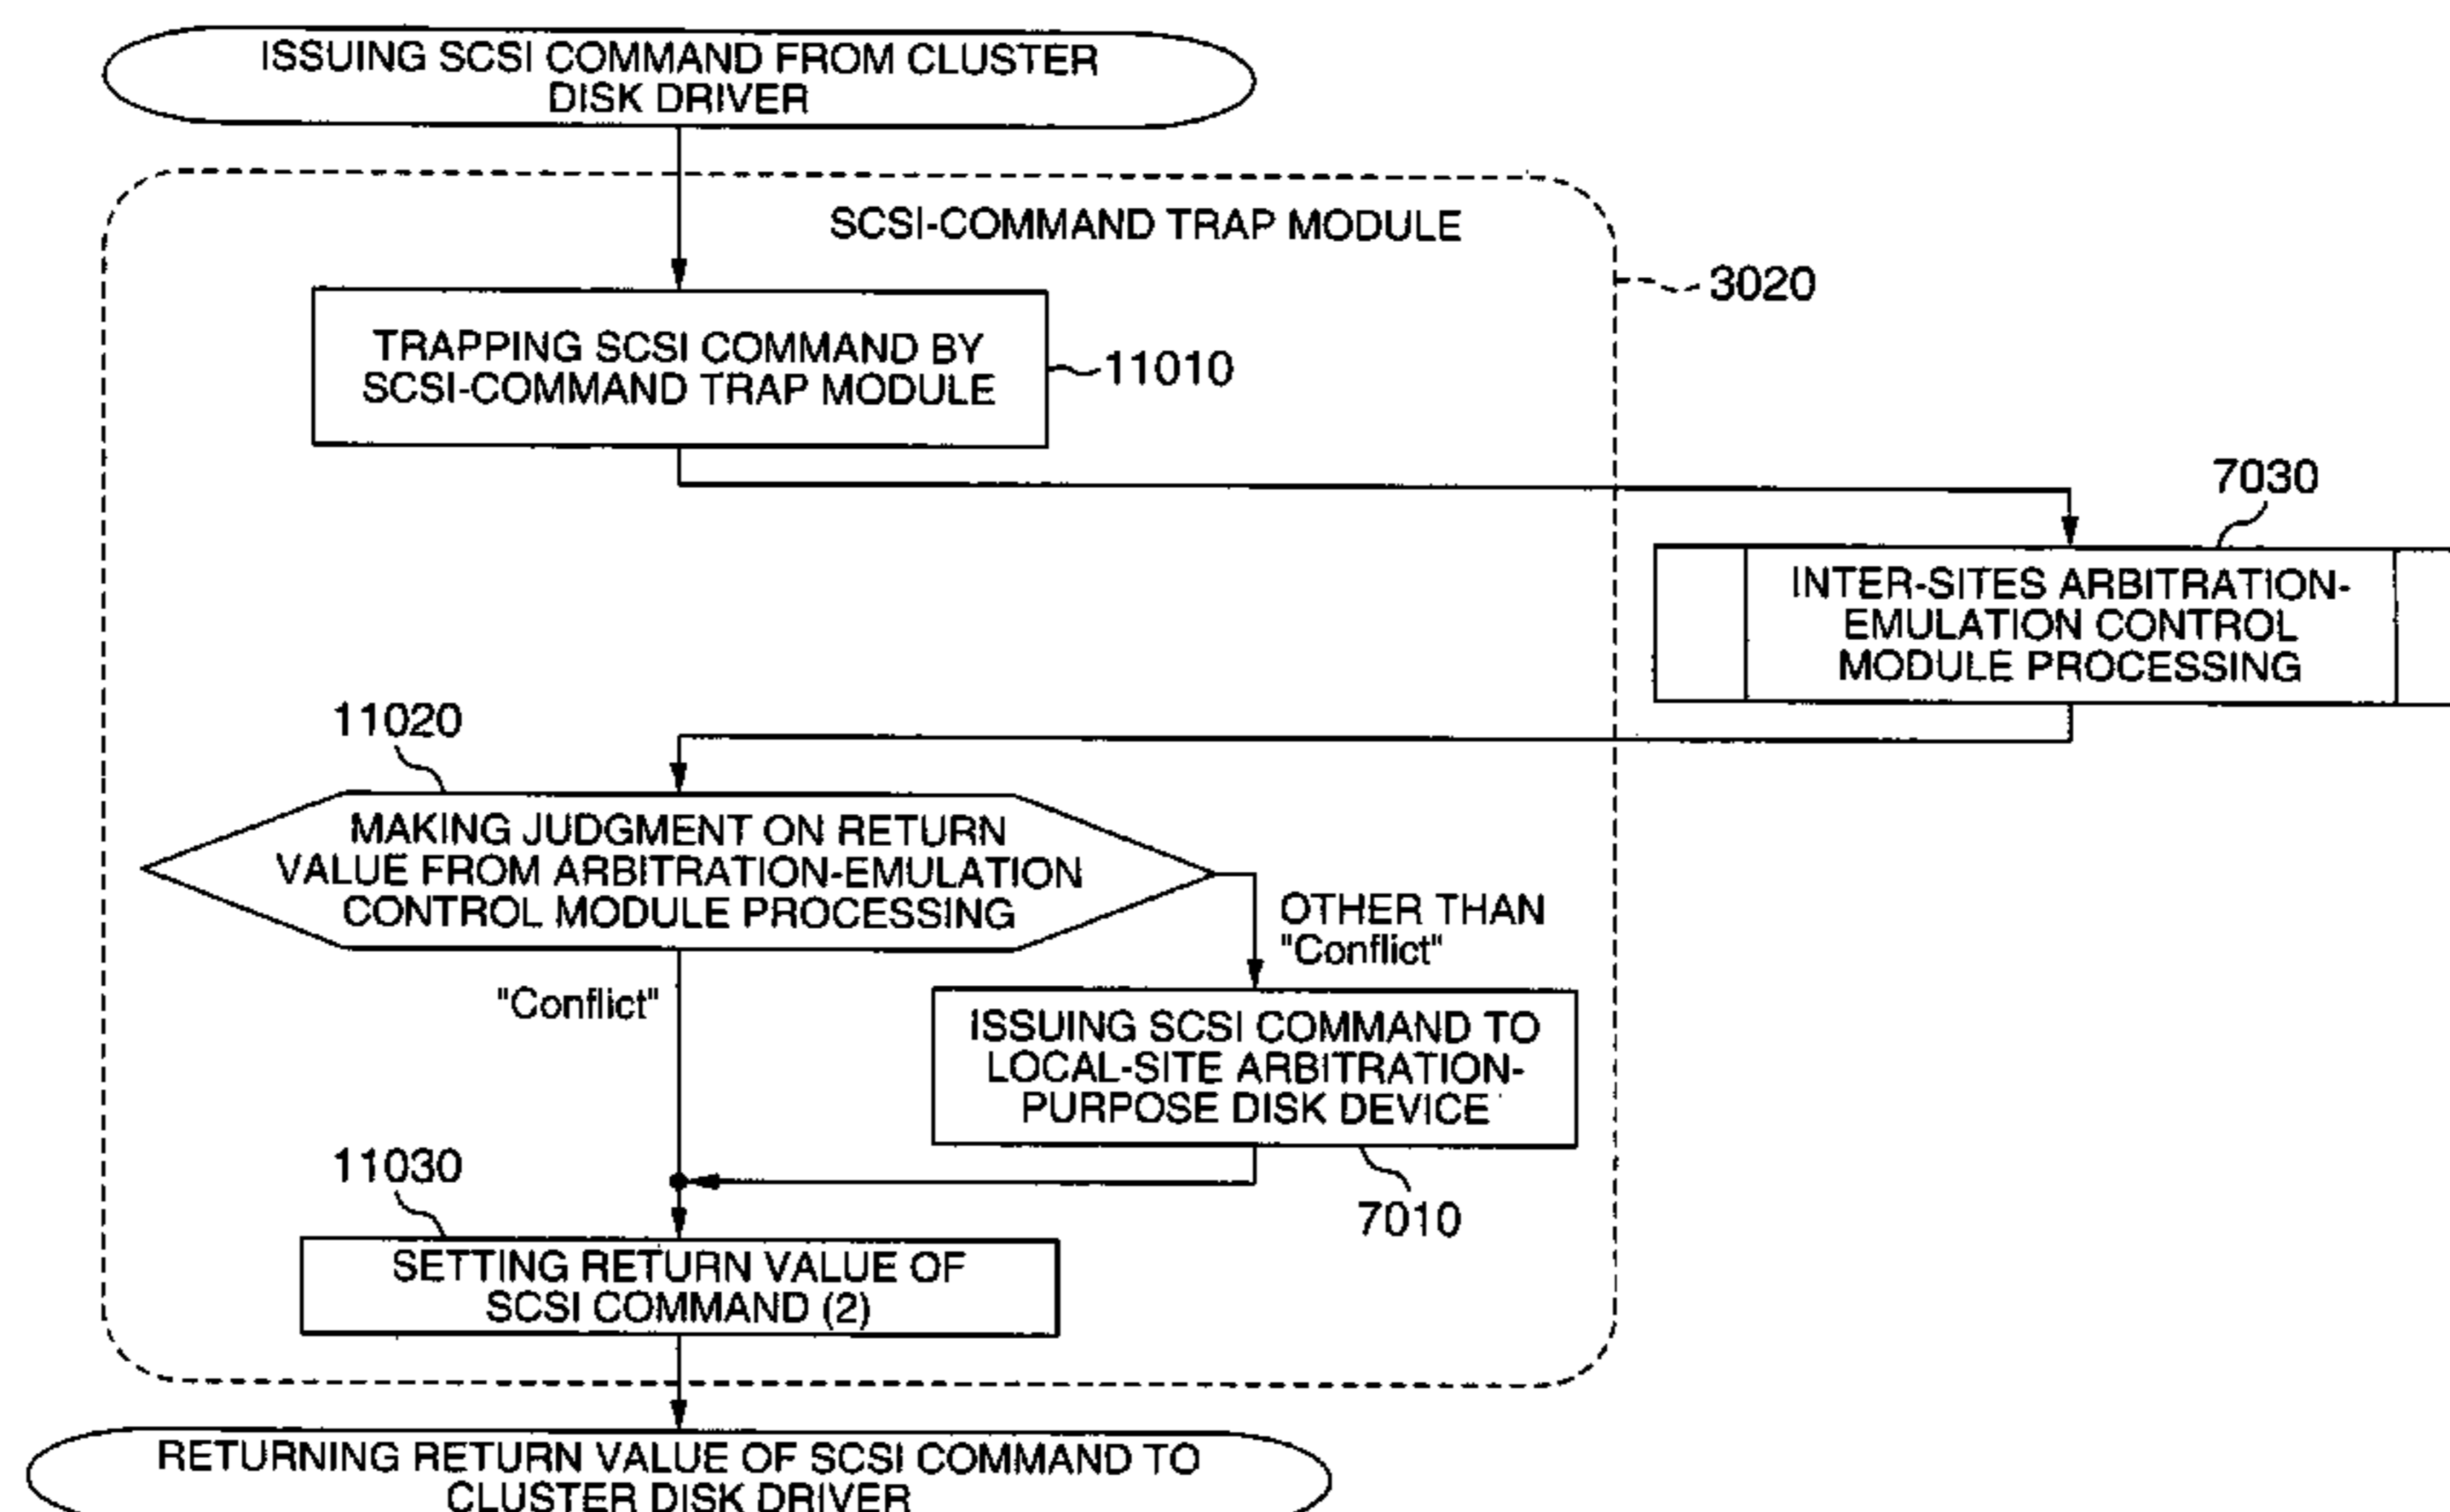 ISSUING SCSI COMMAND FROM CLUSTER
DISK DRIVER
SCSI-COMMAND TRAP MODULE
3020
TRAPPING SCSI COMMAND BY
SCSI-COMMAND TRAP MODULE
11010
7030
INTER-SITES ARBITRATION-
EMULATION CONTROL
MODULE PROCESSING
11020
MAKING JUDGMENT ON RETURN
VALUE FROM ARBITRATION-EMULATION
CONTROL MODULE PROCESSING
OTHER THAN
"Conflict"
"Conflict"
ISSUING SCSI COMMAND TO
LOCAL-SITE ARBITRATION-
PURPOSE DISK DEVICE
7010
11030
SETTING RETURN VALUE OF
SCSI COMMAND (2)
RETURNING RETURN VALUE OF SCSI COMMAND TO
CLUSTER DISK DRIVER